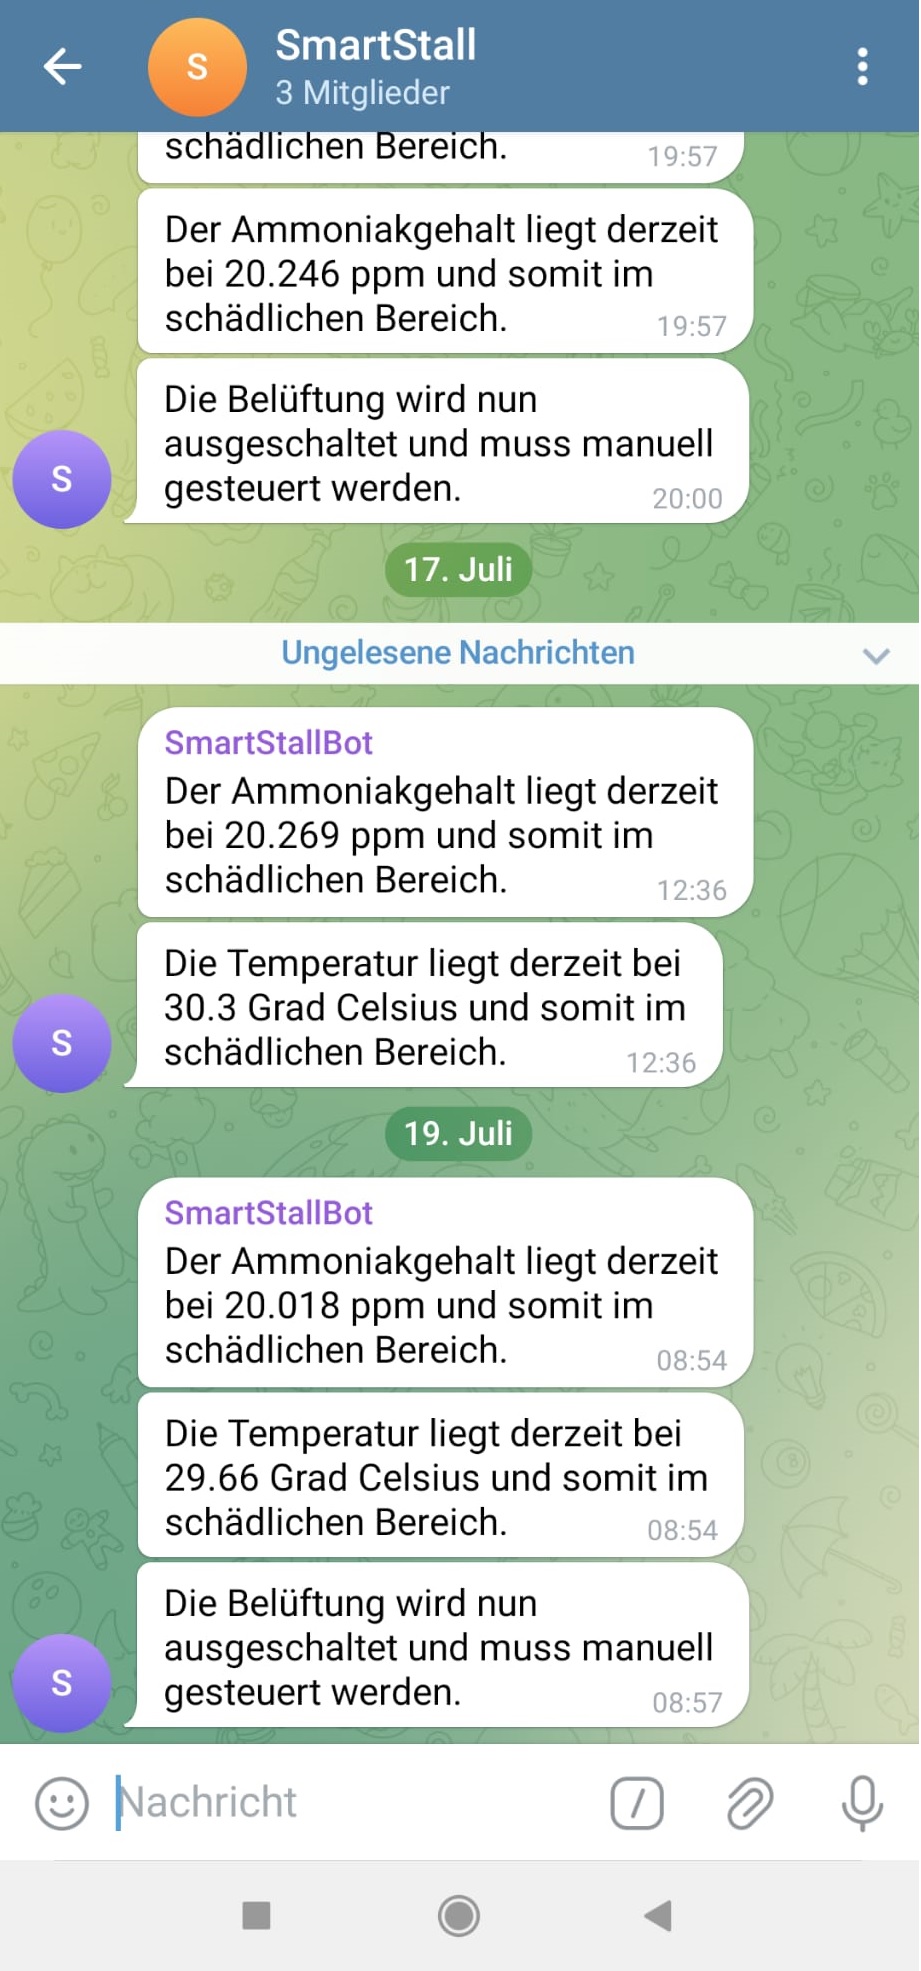 S
SmartStall
3 Mitglieder
schädlichen Bereich.
19:57
Der Ammoniakgehalt liegt derzeit
bei 20.246 ppm und somit im
schädlichen Bereich.
19:57
Die Belüftung wird nun
ausgeschaltet und muss manuell
gesteuert werden.
20:00
S
17. Juli
Ungelesene Nachrichten
SmartStallBot
Der Ammoniakgehalt liegt derzeit
bei 20.269 ppm und somit im
schädlichen Bereich.
12:36
Die Temperatur liegt derzeit bei
30.3 Grad Celsius und somit im
schädlichen Bereich.
12:36
S
19. Juli
SmartStallBot
Der Ammoniakgehalt liegt derzeit
bei 20.018 ppm und somit im
schädlichen Bereich.
08:54
Die Temperatur liegt derzeit bei
29.66 Grad Celsius und somit im
schädlichen Bereich.
08:54
Die Belüftung wird nun
ausgeschaltet und muss manuell
gesteuert werden.
08:57
S
Nachricht